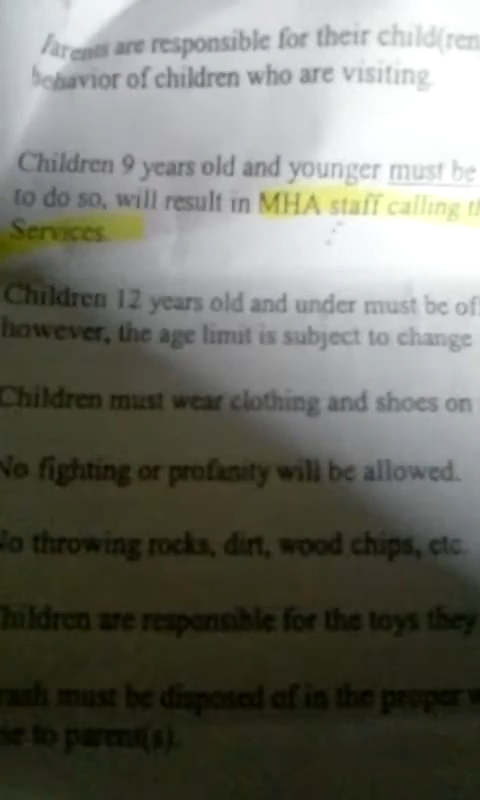 Parents are responsible for their child(ren
behavior of children who are visiting.
Children 9 years old and younger must be
to do so, will result in MHA staff calling th
Services.
Children 12 years old and under must be of
however, the age limit is subject to change
Children must wear clothing and shoes on
No fighting or profanity will be allowed.
No throwing rocks, dirt, wood chips, etc.
Children are responsible for the toys they
rash must be disposed of in the proper w
se to parent(s).